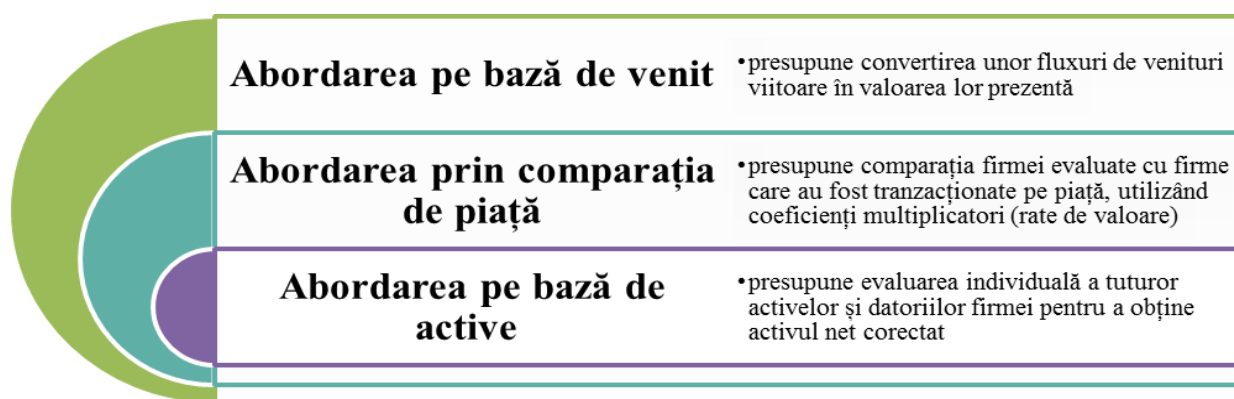 Abordarea pe bază de venit
•presupune convertirea unor fluxuri de venituri
viitoare în valoarea lor prezentă
Abordarea prin comparația
de piață
•presupune comparația firmei evaluate cu firme
care au fost tranzacționate pe piață, utilizând
coeficienți multiplicatori (rate de valoare)
Abordarea pe bază de
active
•presupune evaluarea individuală a tuturor
activelor și datoriilor firmei pentru a obține
activul net corectat